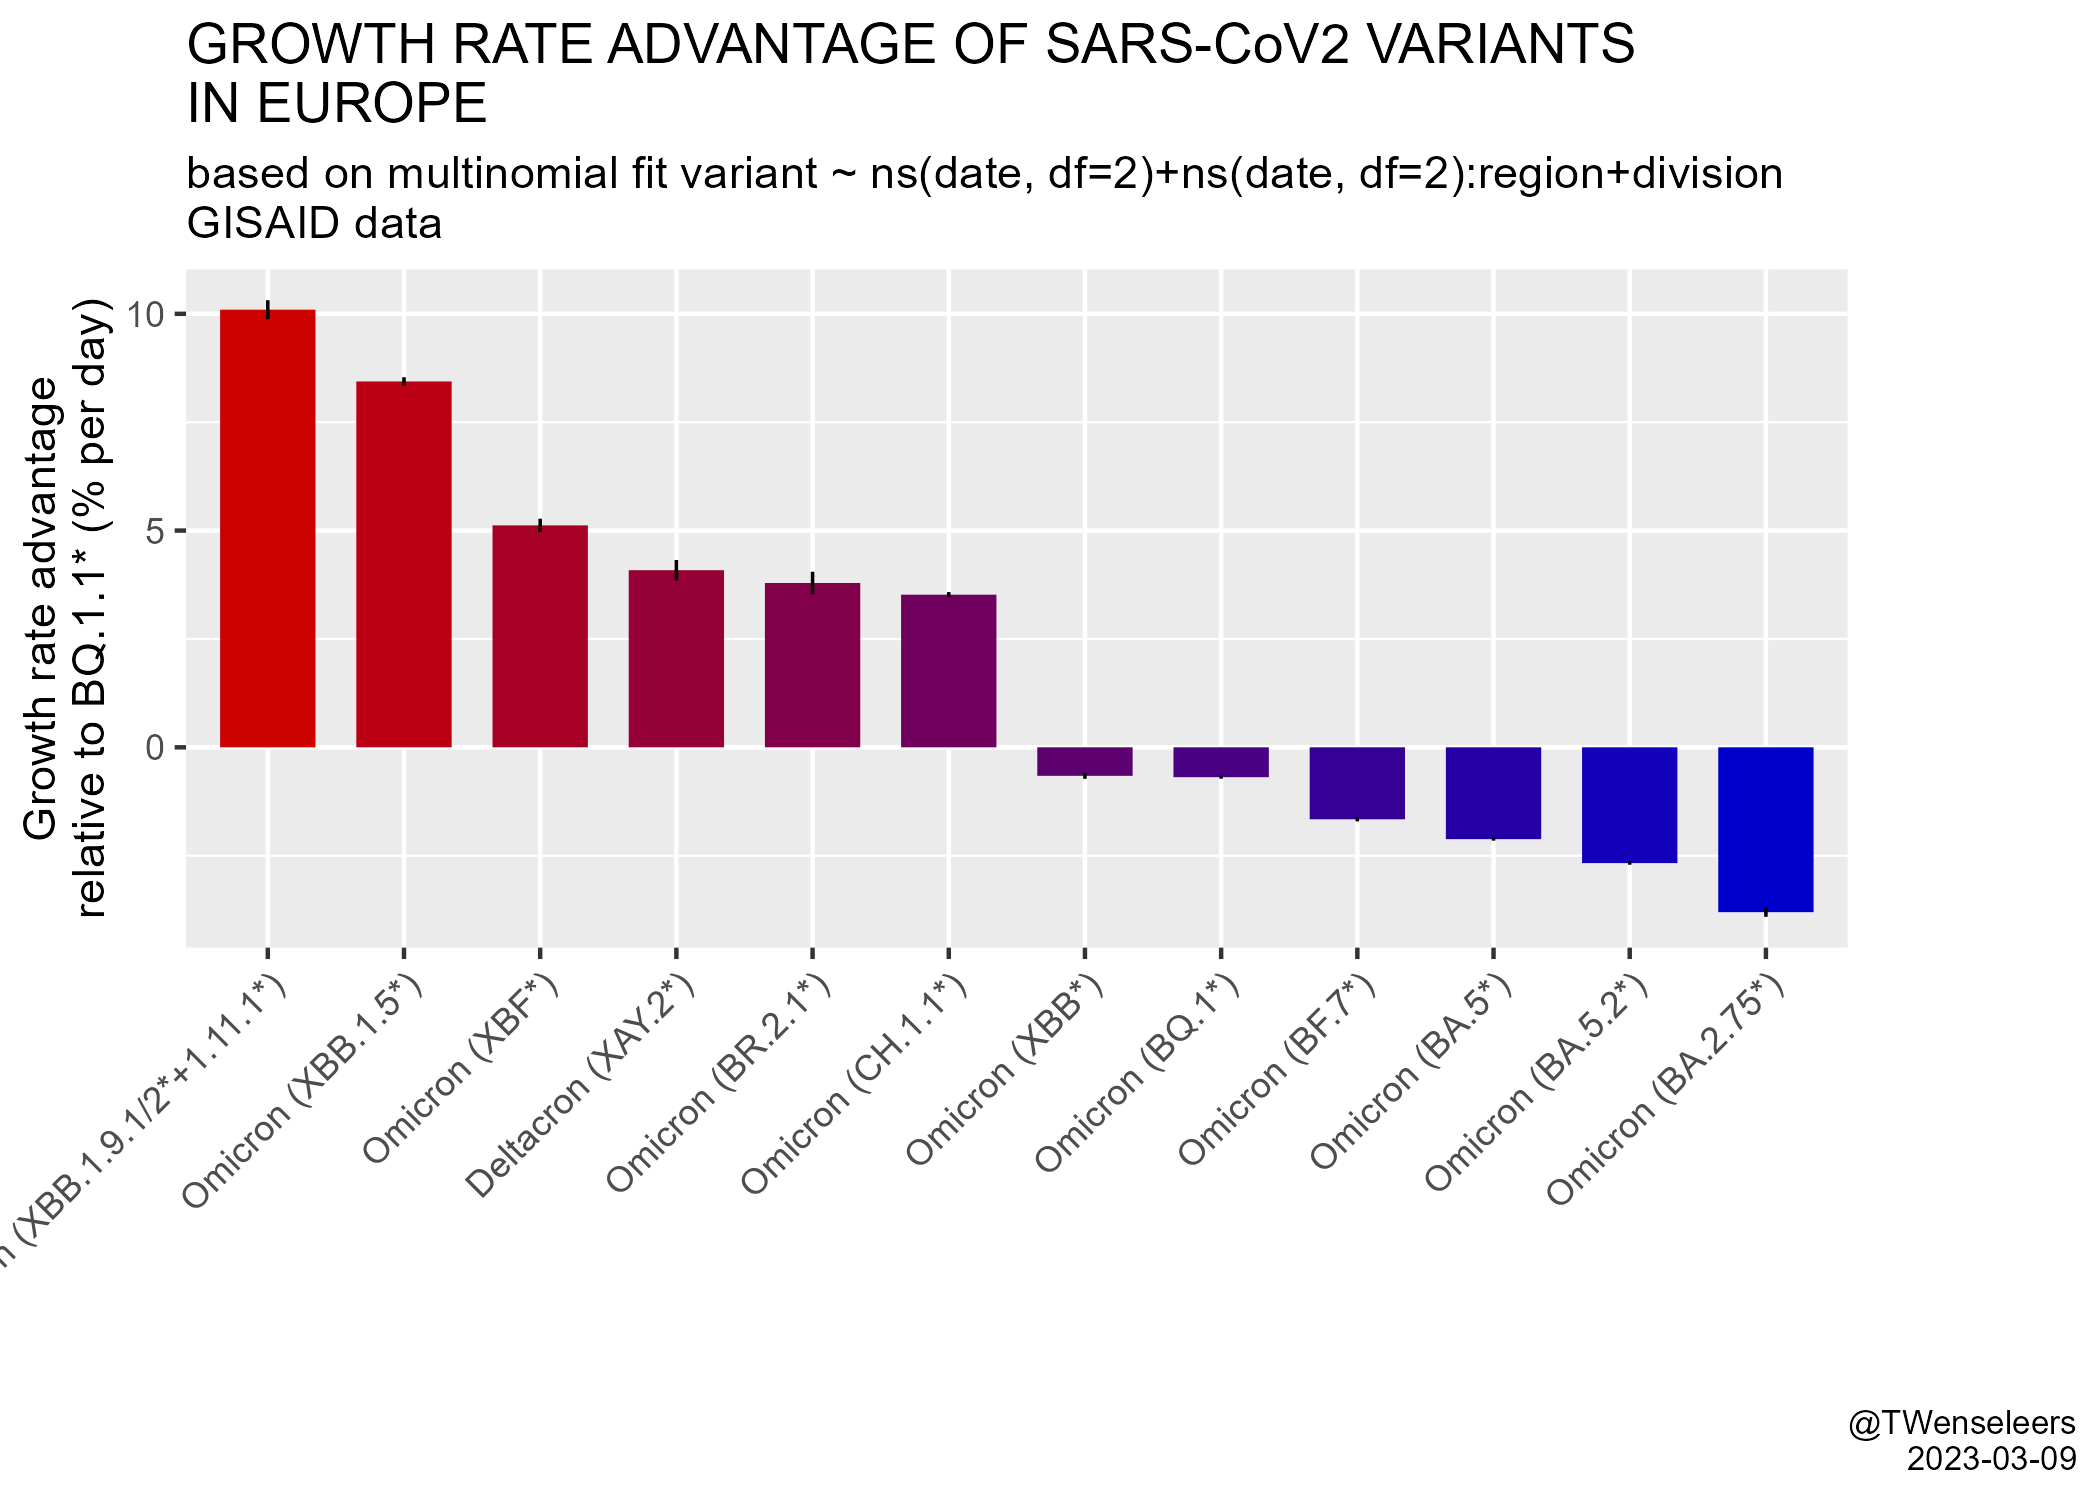 GROWTH RATE ADVANTAGE OF SARS-CoV2 VARIANTS
IN EUROPE
based on multinomial fit variant ~ ns(date, df=2)+ns(date, df=2):region+division
GISAID data
Growth rate advantage
relative to BQ.1.1* (% per day)
10
5
0
n (XBB.1.9.1/2*+1.11.1*)
Omicron (XBB.1.5*)
Omicron (XBF*)
Deltacron (XAY.2*)
Omicron (BR.2.1*)
Omicron (CH.1.1*)
Omicron (XBB*)
Omicron (BQ.1*)
Omicron (BF.7*)
Omicron (BA.5*)
Omicron (BA.5.2*)
Omicron (BA.2.75*)
@TWenseleers
2023-03-09